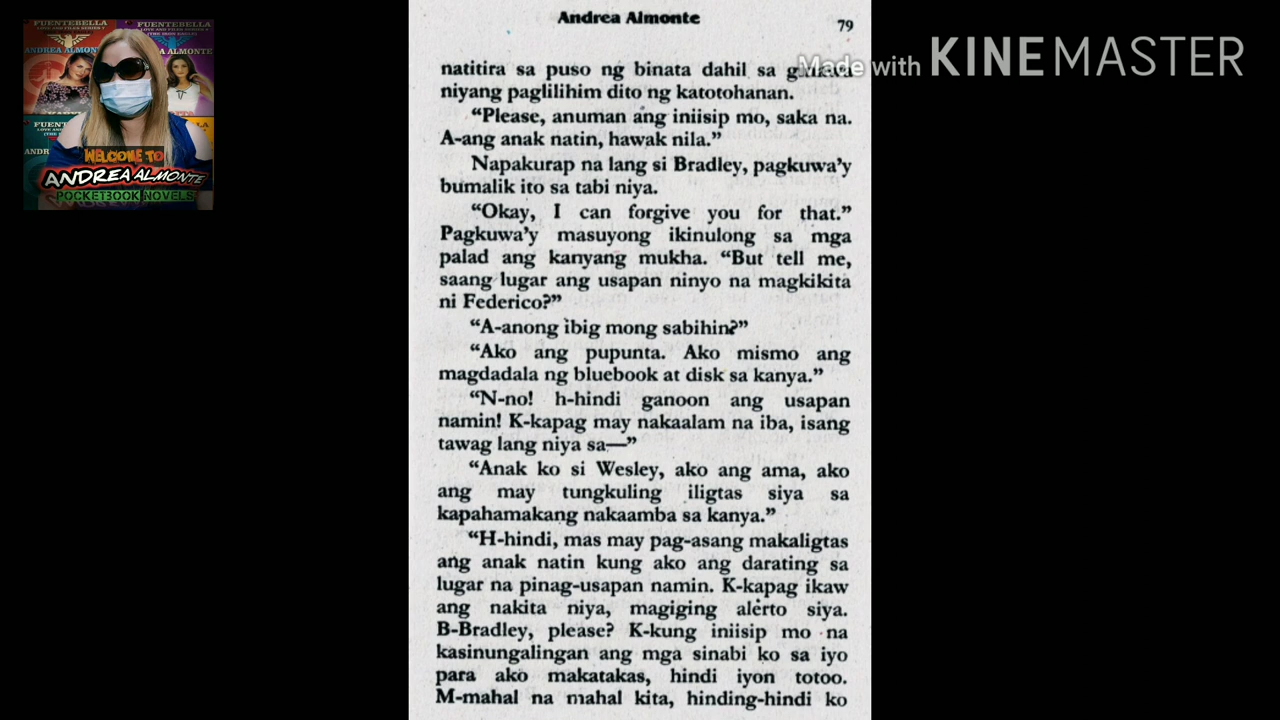 FUENTEBELLA
FUENTEBELLA
ANDREA ALMONTE
ALMONTE
FUENT
ANDR
WELCOME TO
ANDREA ALMONTE
POCKETBOOK NOVELS
Made with KINEMASTER
Andrea Almonte
79
natitira sa puso ng binata dahil sa ginawa
niyang paglilihim dito ng katotohanan.
“Please, anuman ang iniisip mo, saka na.
A-ang anak natin, hawak nila.”
Napakurap na lang si Bradley, pagkuwa’y
bumalik ito sa tabi niya.
“Okay, I can forgive you for that.”
Pagkuwa’y masuyong ikinulong sa mga
palad ang kanyang mukha. “But tell me,
saang lugar ang usapan ninyo na magkikita
ni Federico?”
“A-anong ibig mong sabihin?”
“Ako ang pupunta. Ako mismo ang
magdadala ng bluebook at disk sa kanya.”
“N-no! h-hindi ganoon ang usapan
namin! K-kapag may nakaalam na iba, isang
tawag lang niya sa—”
“Anak ko si Wesley, ako ang ama, ako
ang may tungkuling iligtas siya sa
kapahamakang nakaamba sa kanya.”
“H-hindi, mas may pag-asang makaligtas
ang anak natin kung ako ang darating sa
lugar na pinag-usapan namin. K-kapag ikaw
ang nakita niya, magiging alerto siya.
B-Bradley, please? K-kung iniisip mo na
kasinungalingan ang mga sinabi ko sa iyo
para ako makatakas, hindi iyon totoo.
M-mahal na mahal kita, hinding-hindi ko